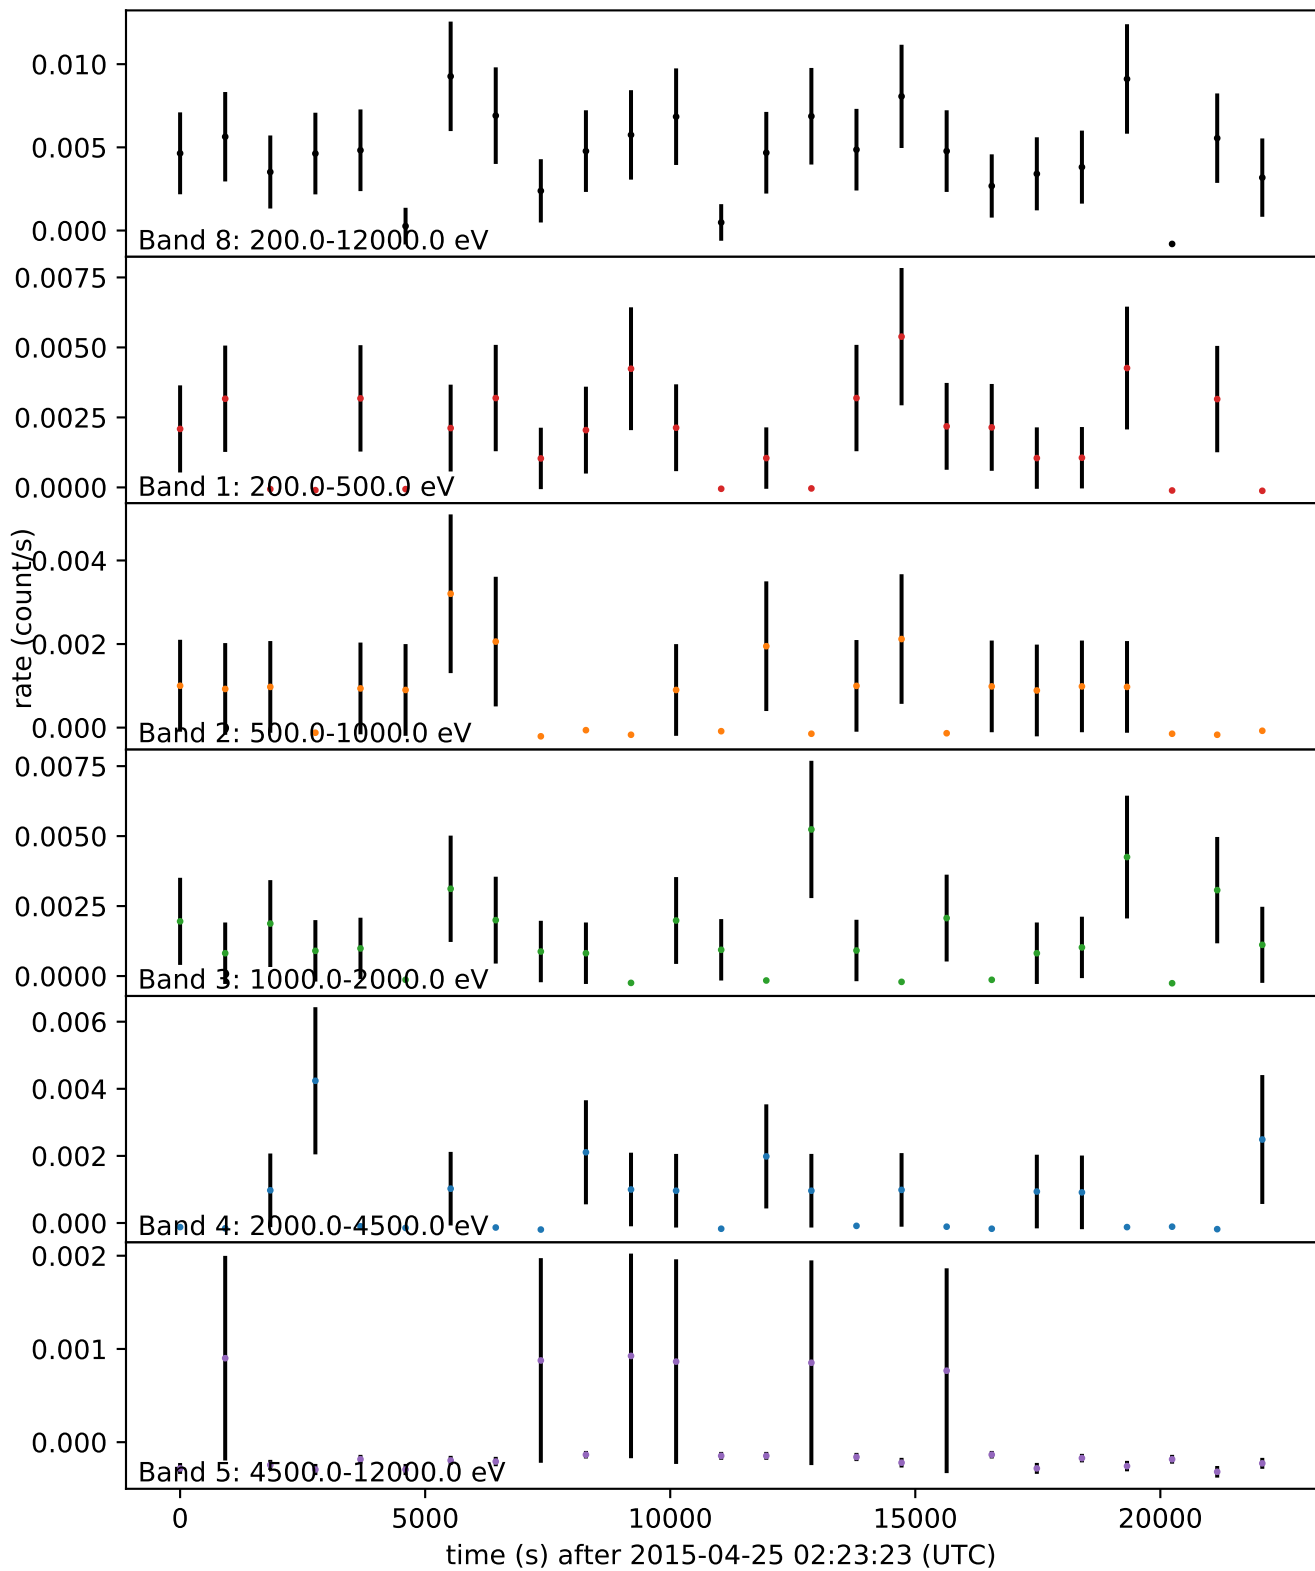 0.010
0.005
0.000
Band 8: 200.0-12000.0 eV
0.0075
0.0050
0.0025
0.0000
Band 1: 200.0-500.0 eV
rate (count/s)
0.004
0.002
0.000
Band 2: 500.0-1000.0 eV
0.0075
0.0050
0.0025
0.0000
Band 3: 1000.0-2000.0 eV
0.006
0.004
0.002
0.000
Band 4: 2000.0-4500.0 eV
0.002
0.001
0.000
Band 5: 4500.0-12000.0 eV
0 5000 10000 15000 20000
time (s) after 2015-04-25 02:23:23 (UTC)